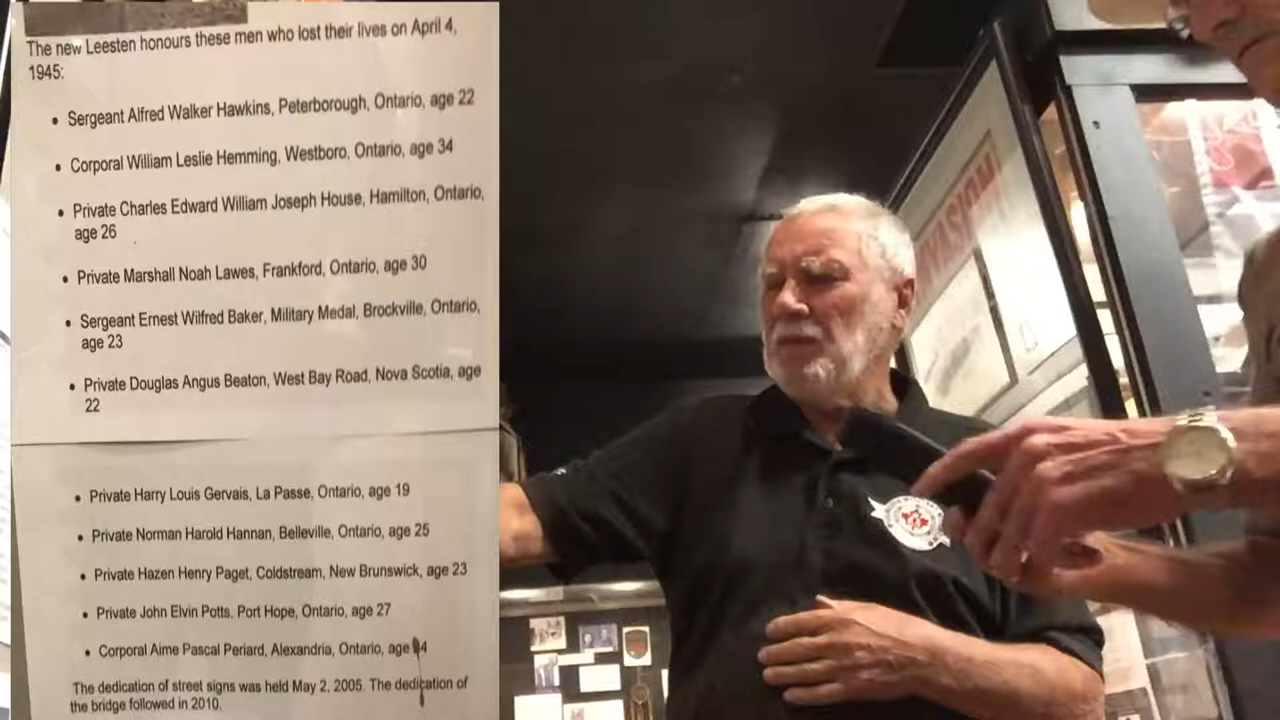 The new Leesten honours these men who lost their lives on April 4,
1945:
• Sergeant Alfred Walker Hawkins, Peterborough, Ontario, age 22
• Corporal William Leslie Hemming, Westboro, Ontario, age 34
• Private Charles Edward William Joseph House, Hamilton, Ontario,
age 26
• Private Marshall Noah Lawes, Frankford, Ontario, age 30
• Sergeant Ernest Wilfred Baker, Military Medal, Brockville, Ontario,
age 23
• Private Douglas Angus Beaton, West Bay Road, Nova Scotia, age
22
• Private Harry Louis Gervais, La Passe, Ontario, age 19
• Private Norman Harold Hannan, Belleville, Ontario, age 25
• Private Hazen Henry Paget, Coldstream, New Brunswick, age 23
• Private John Elvin Potts, Port Hope, Ontario, age 27
• Corporal Aime Pascal Periard, Alexandria, Ontario, age
The dedication of street signs was held May 2, 2005. The dedication of
the bridge followed in 2010.